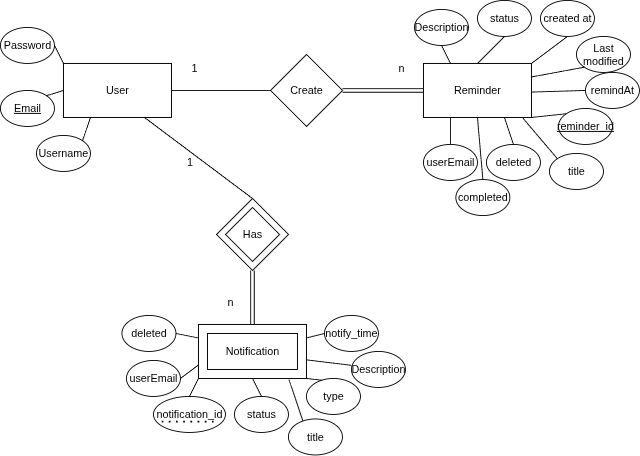 Description
status
created at
Password
Last
modified
User
1
Create
n
Reminder
remindAt
Email
reminder_id
Username
1
userEmail
deleted
title
completed
Has
n
deleted
notify_time
Notification
userEmail
Description
notification_id
status
type
title